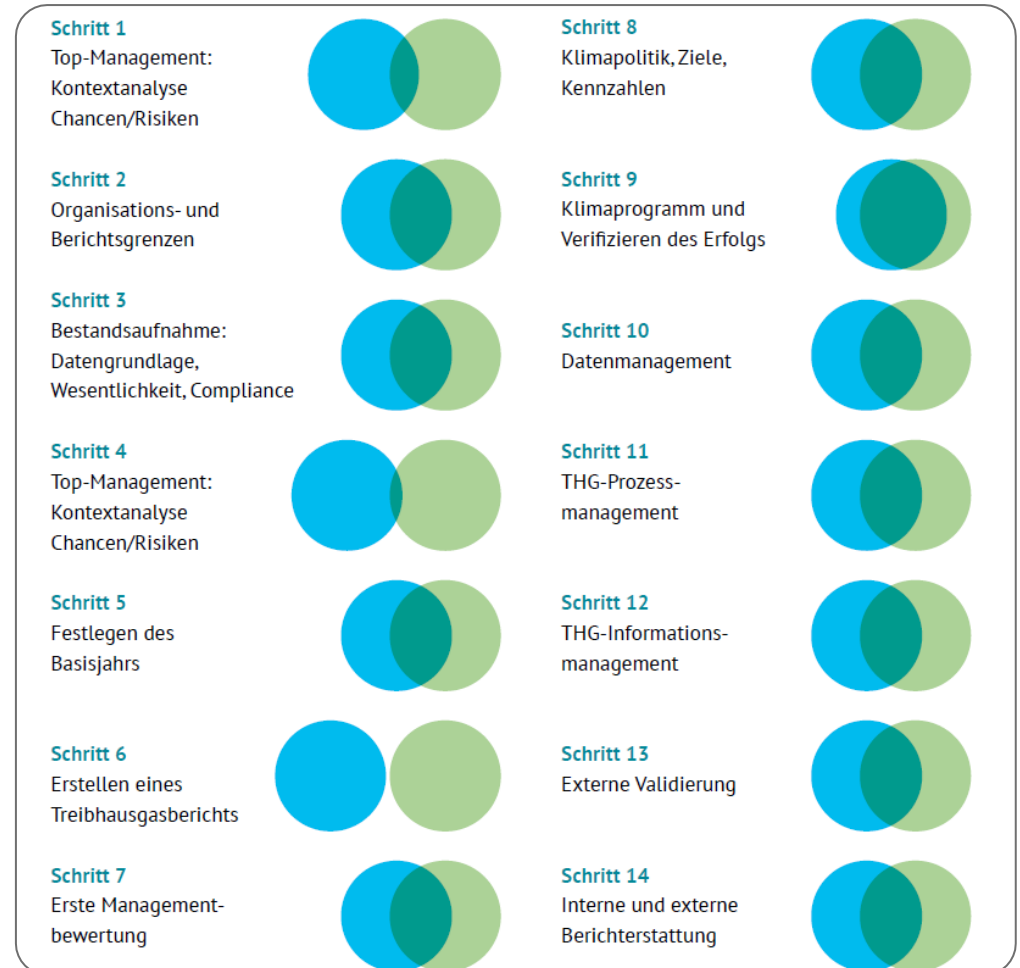 Schritt 1
Top-Management:
Kontextanalyse
Chancen/Risiken
Schritt 2
Organisations- und
Berichtsgrenzen
Schritt 3
Bestandsaufnahme:
Datengrundlage,
Wesentlichkeit, Compliance
Schritt 4
Top-Management:
Kontextanalyse
Chancen/Risiken
Schritt 5
Festlegen des
Basisjahrs
Schritt 6
Erstellen eines
Treibhausgasberichts
Schritt 7
Erste Management-
bewertung
Schritt 8
Klimapolitik, Ziele,
Kennzahlen
Schritt 9
Klimaprogramm und
Verifizieren des Erfolgs
Schritt 10
Datenmanagement
Schritt 11
THG-Prozess-
management
Schritt 12
THG-Informations-
management
Schritt 13
Externe Validierung
Schritt 14
Interne und externe
Berichterstattung